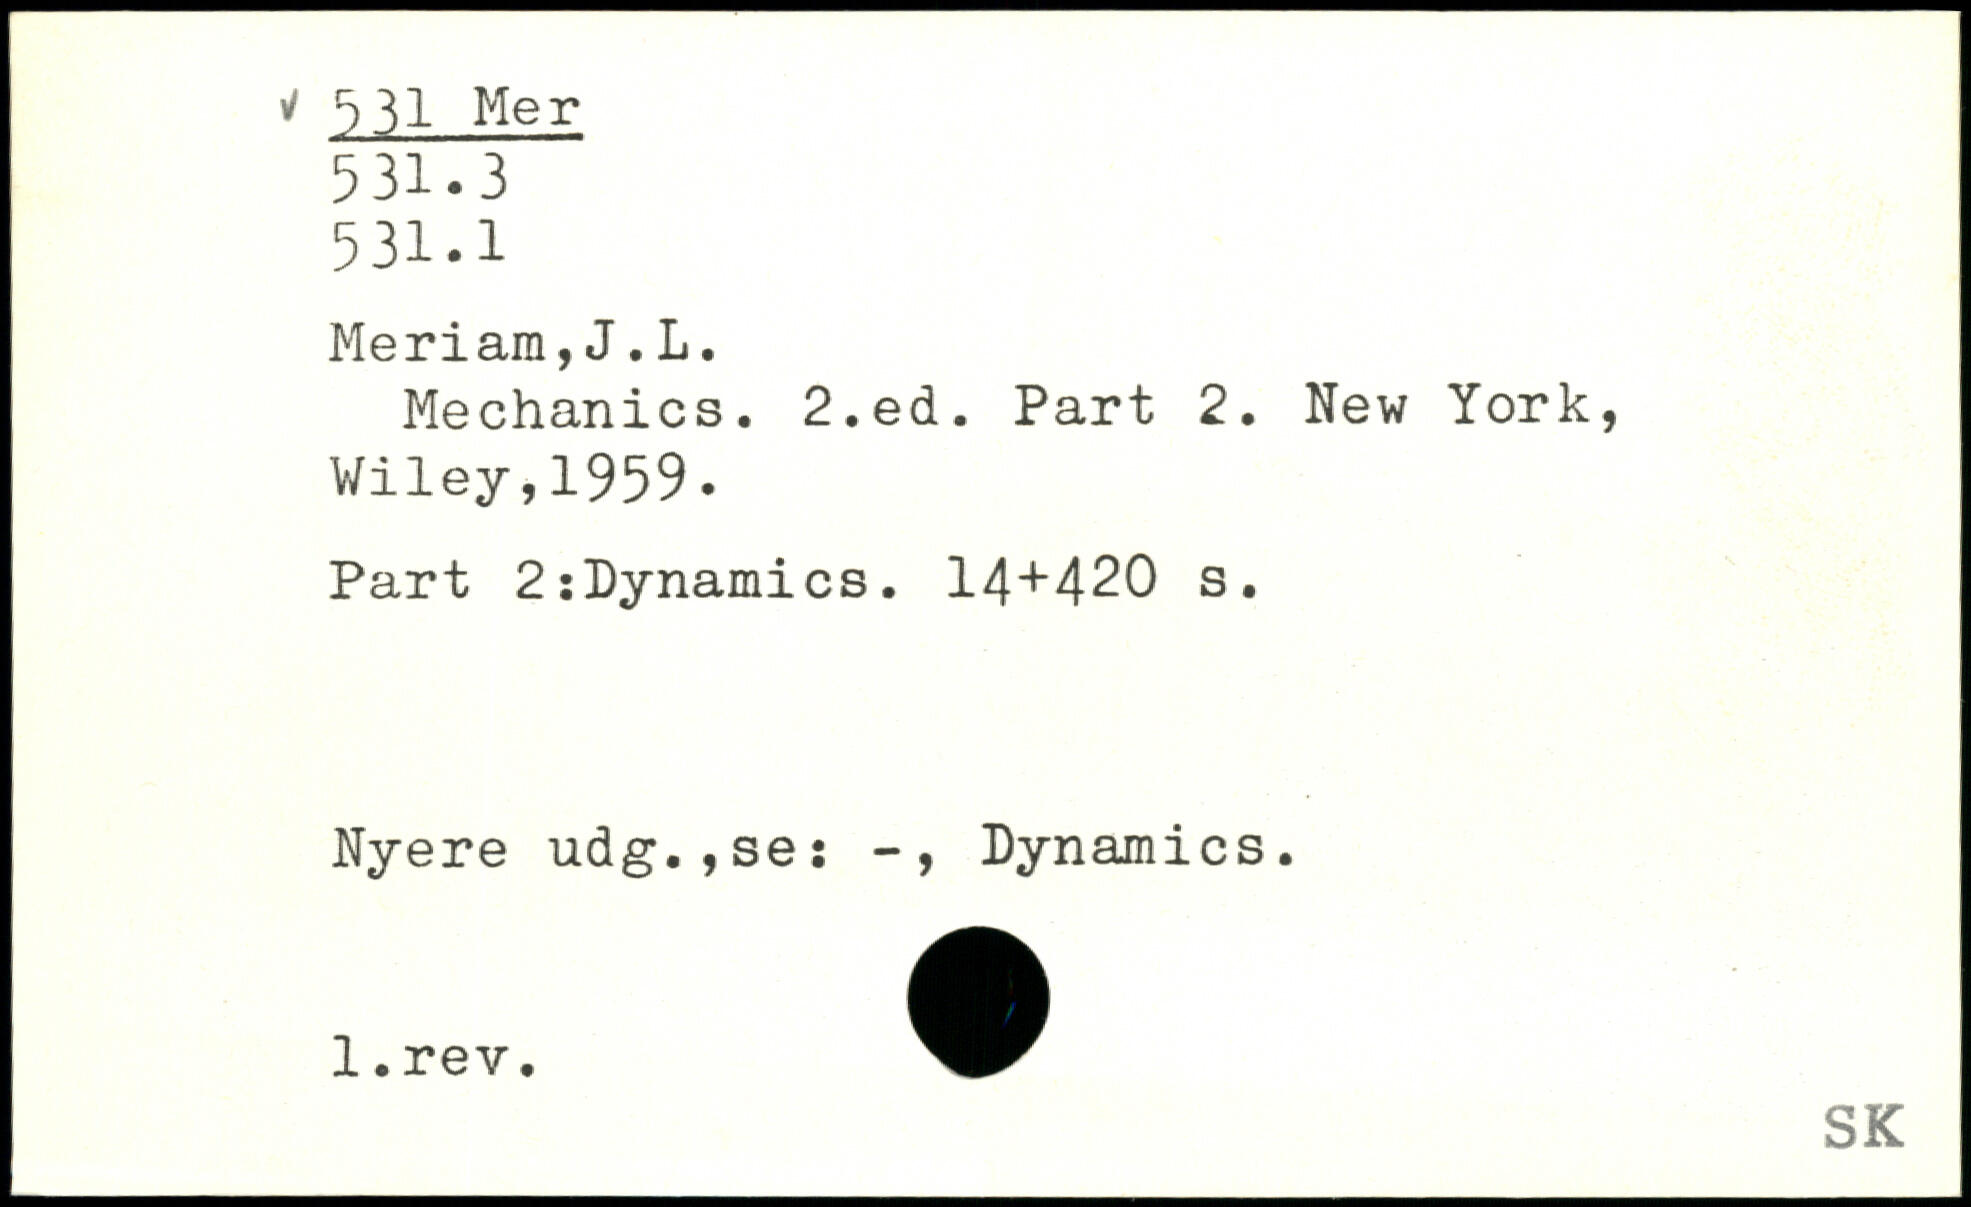 ✓ 531 Mer
531.3
531.1
Meriam,J.L.
Mechanics. 2.ed. Part 2. New York,
Wiley,1959.
Part 2:Dynamics. 14+420 s.
Nyere udg.,se: -, Dynamics.
1.rev.
SK